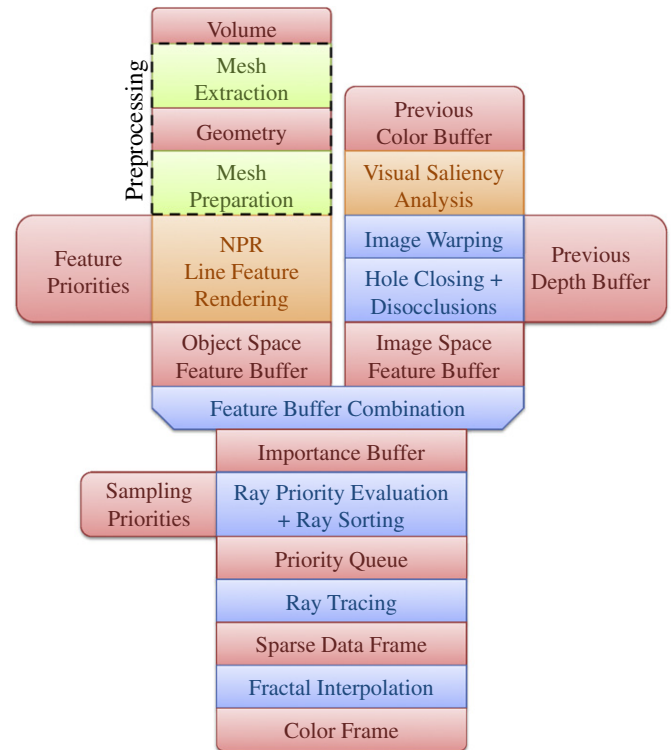 Preprocessing
Volume
Mesh
Extraction
Geometry
Mesh
Preparation
Feature
Priorities
NPR
Line Feature
Rendering
Object Space
Feature Buffer
Previous
Color Buffer
Visual Saliency
Analysis
Image Warping
Hole Closing +
Disocclusions
Previous
Depth Buffer
Image Space
Feature Buffer
Feature Buffer Combination
Importance Buffer
Sampling
Priorities
Ray Priority Evaluation
+ Ray Sorting
Priority Queue
Ray Tracing
Sparse Data Frame
Fractal Interpolation
Color Frame